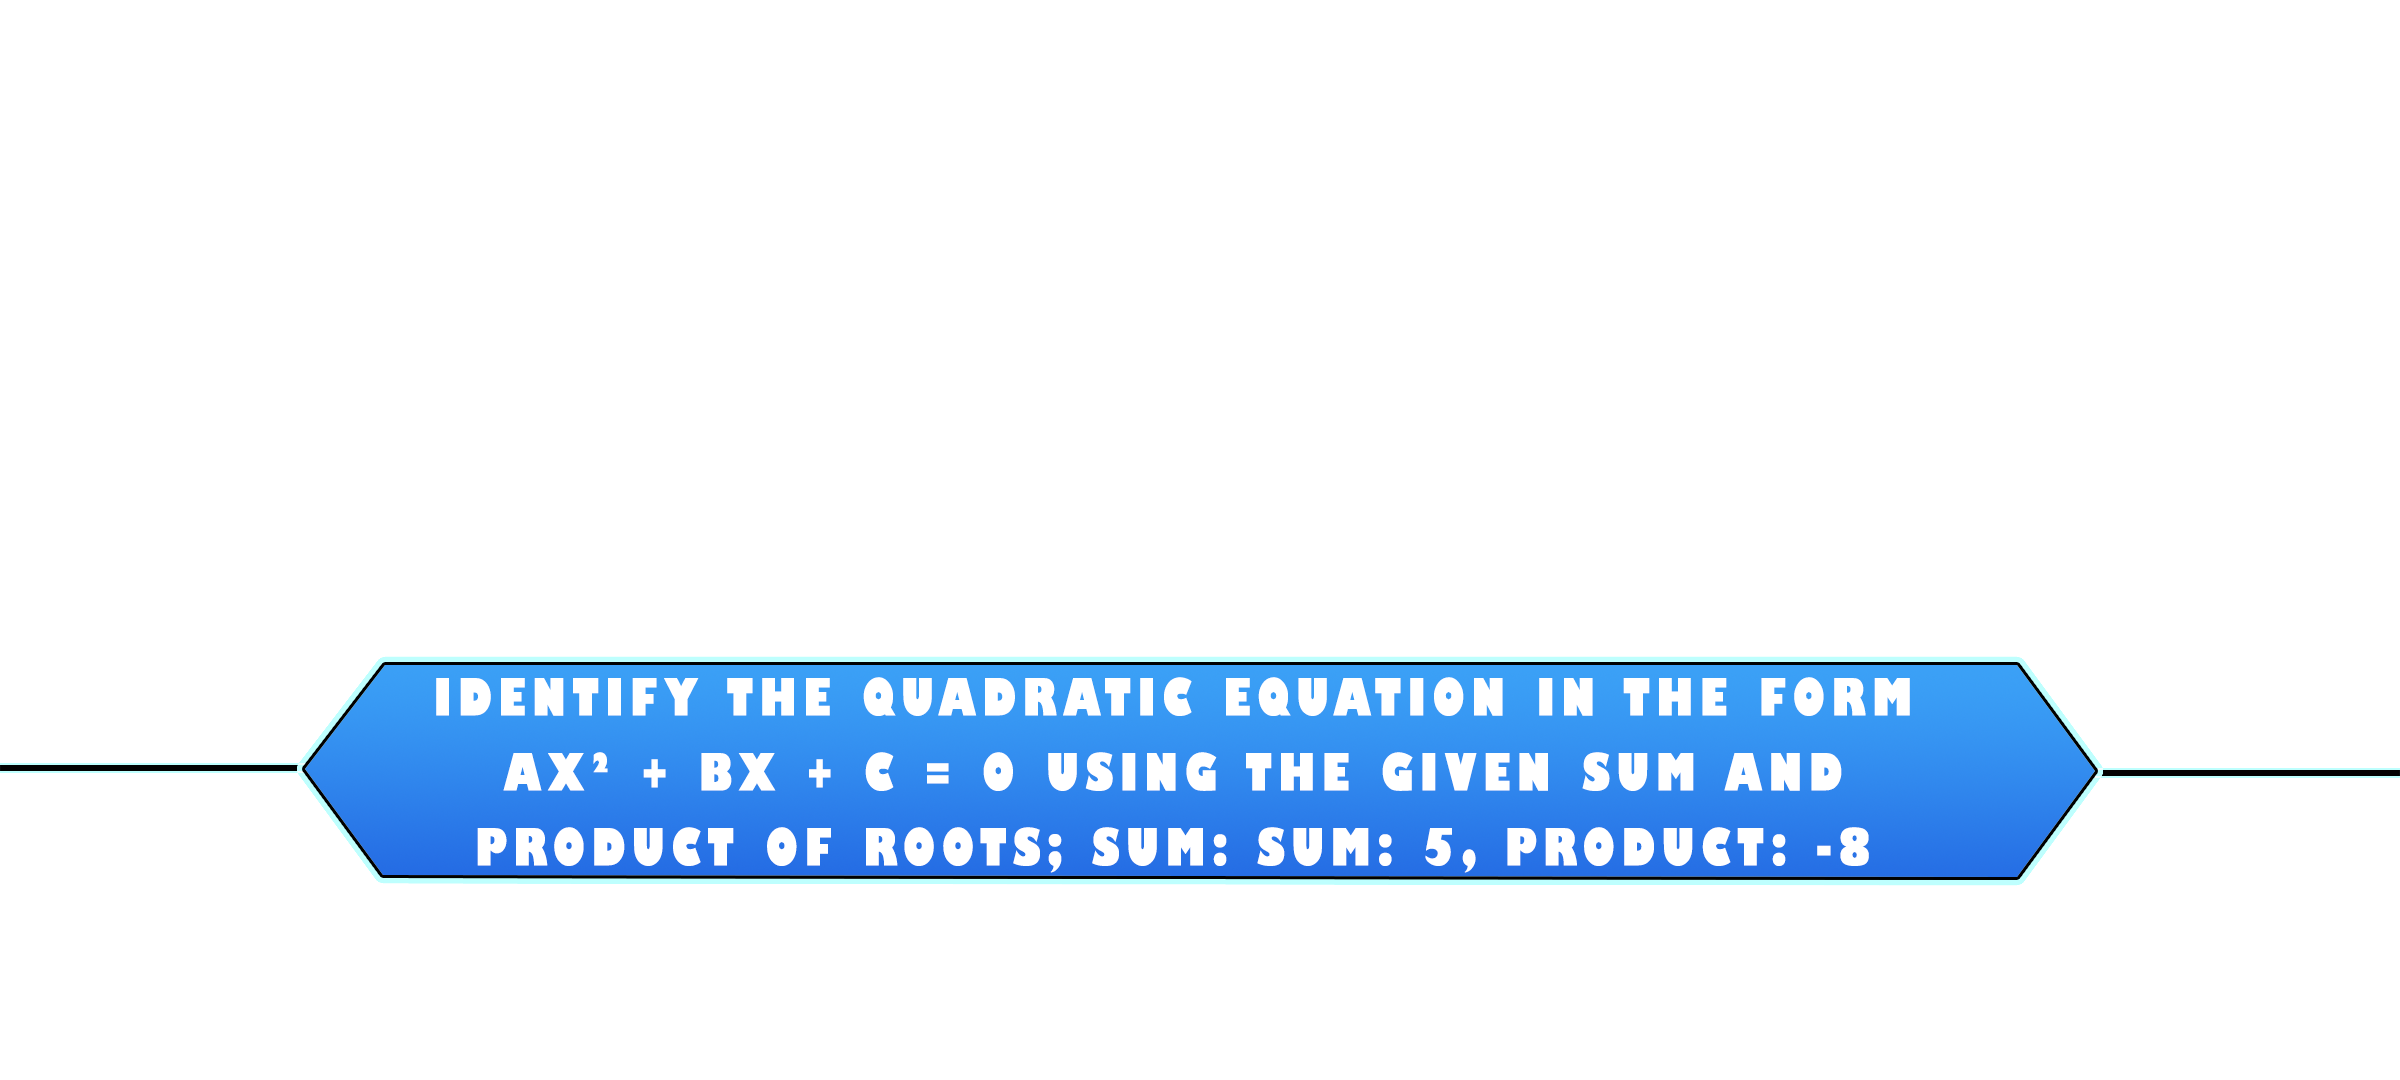 IDENTIFY THE QUADRATIC EQUATION IN THE FORM
AX² + BX + C = 0 USING THE GIVEN SUM AND
PRODUCT OF ROOTS; SUM: SUM: 5, PRODUCT: -8